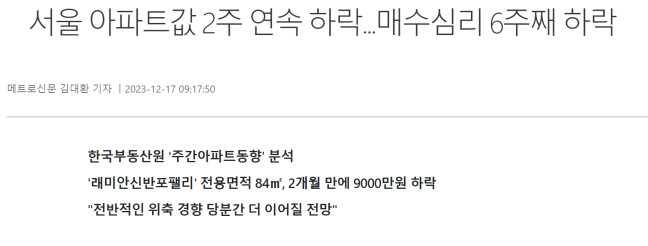 서울 아파트값 2주 연속 하락...매수심리 6주째 하락
메트로신문 김대환 기자 ㅣ2023-12-17 09:17:50
한국부동산원 '주간아파트동향' 분석
'래미안신반포팰리' 전용면적 84㎡, 2개월 만에 9000만원 하락
"전반적인 위축 경향 당분간 더 이어질 전망"